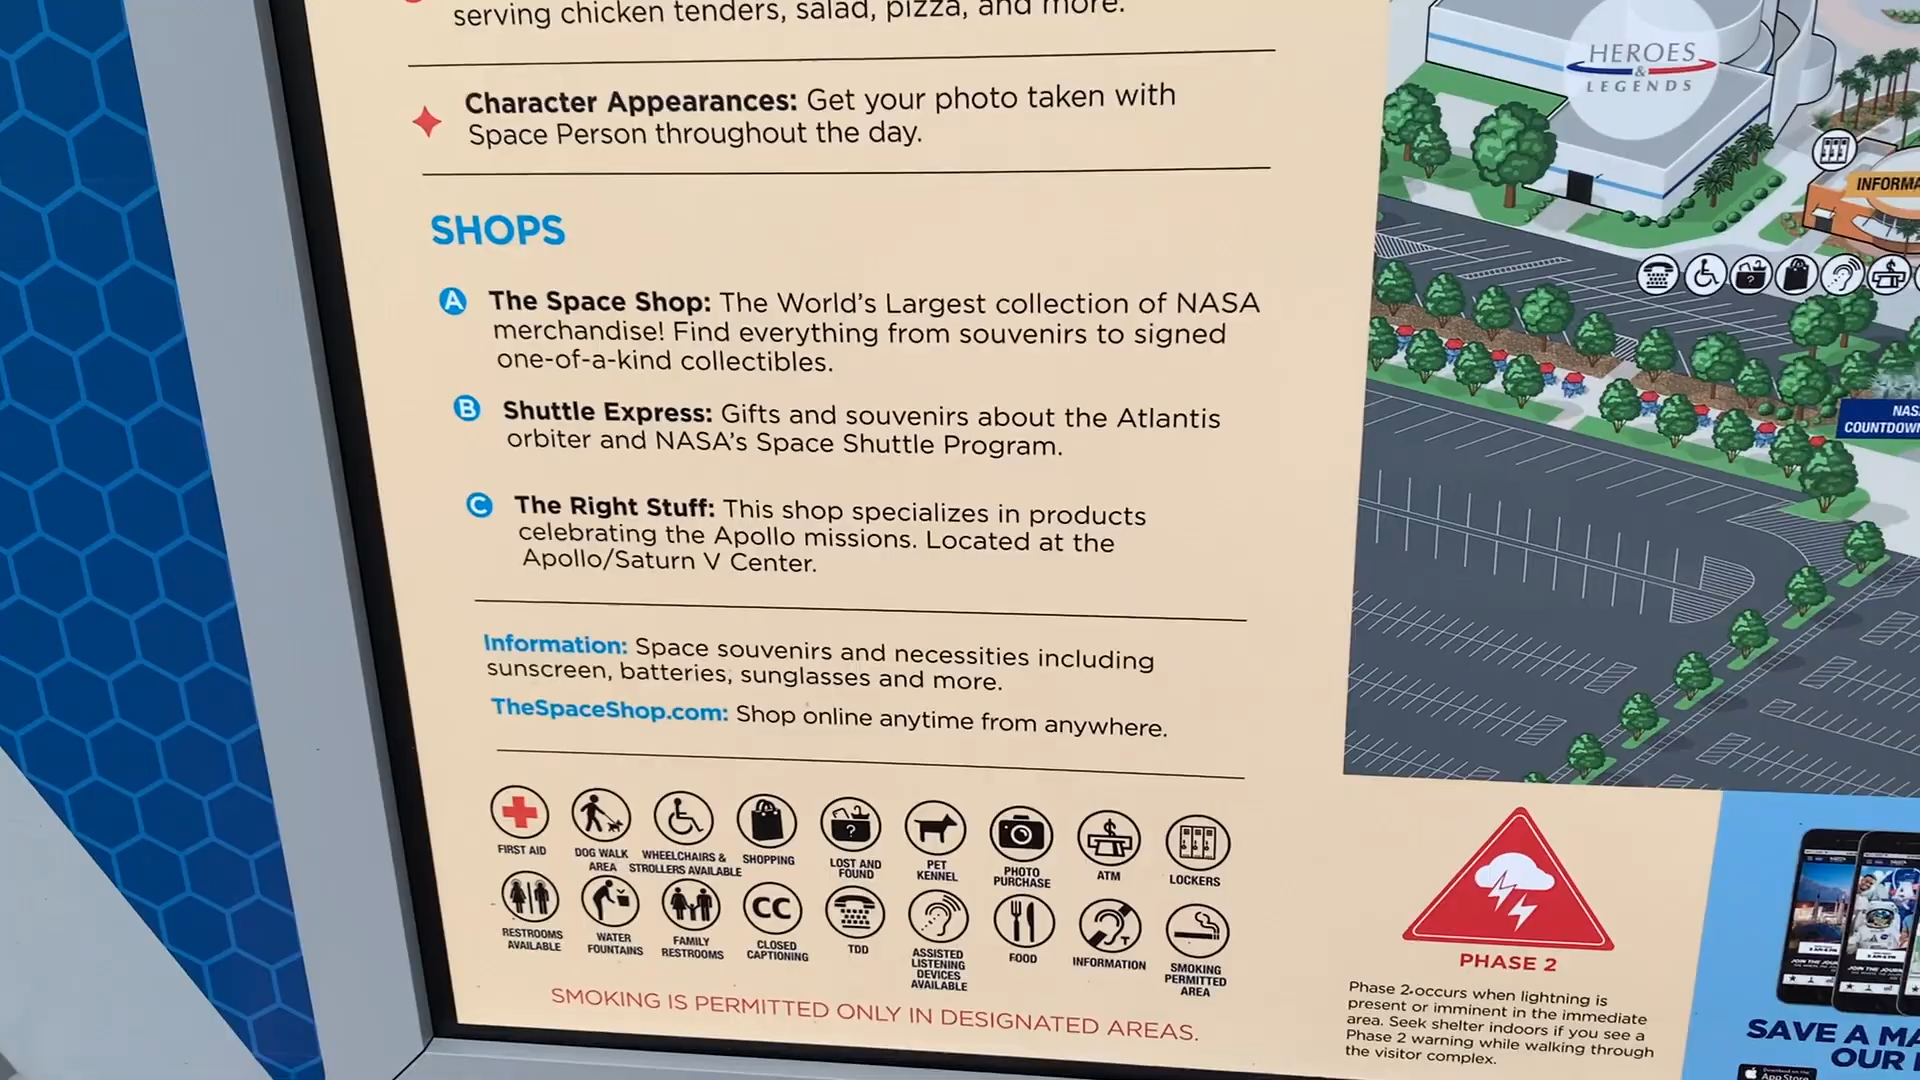 serving chicken tenders, salad, pizza, and more.
Character Appearances: Get your photo taken with
Space Person throughout the day.
SHOPS
A The Space Shop: The World's Largest collection of NASA
merchandise! Find everything from souvenirs to signed
one-of-a-kind collectibles.
B Shuttle Express: Gifts and souvenirs about the Atlantis
orbiter and NASA's Space Shuttle Program.
C The Right Stuff: This shop specializes in products
celebrating the Apollo missions. Located at the
Apollo/Saturn V Center.
Information: Space souvenirs and necessities including
sunscreen, batteries, sunglasses and more.
TheSpaceShop.com: Shop online anytime from anywhere.
FIRST AID
DOG WALK
AREA
WHEELCHAIRS &
STROLLERS AVAILABLE
SHOPPING
?
LOST AND
FOUND
PET
KENNEL
PHOTO
PURCHASE
$
ATM
LOCKERS
RESTROOMS
AVAILABLE
WATER
FOUNTAINS
FAMILY
RESTROOMS
CC
CLOSED
CAPTIONING
TDD
ASSISTED
LISTENING
DEVICES
AVAILABLE
FOOD
T
INFORMATION
SMOKING
PERMITTED
AREA
SMOKING IS PERMITTED ONLY IN DESIGNATED AREAS.
HEROES
&
LEGENDS
INFORMA
NAS
COUNTDOWN
PHASE 2
Phase 2 occurs when lightning is
present or imminent in the immediate
area. Seek shelter indoors if you see a
Phase 2 warning while walking through
the visitor complex.
SAVE A MA
OUR
App Store